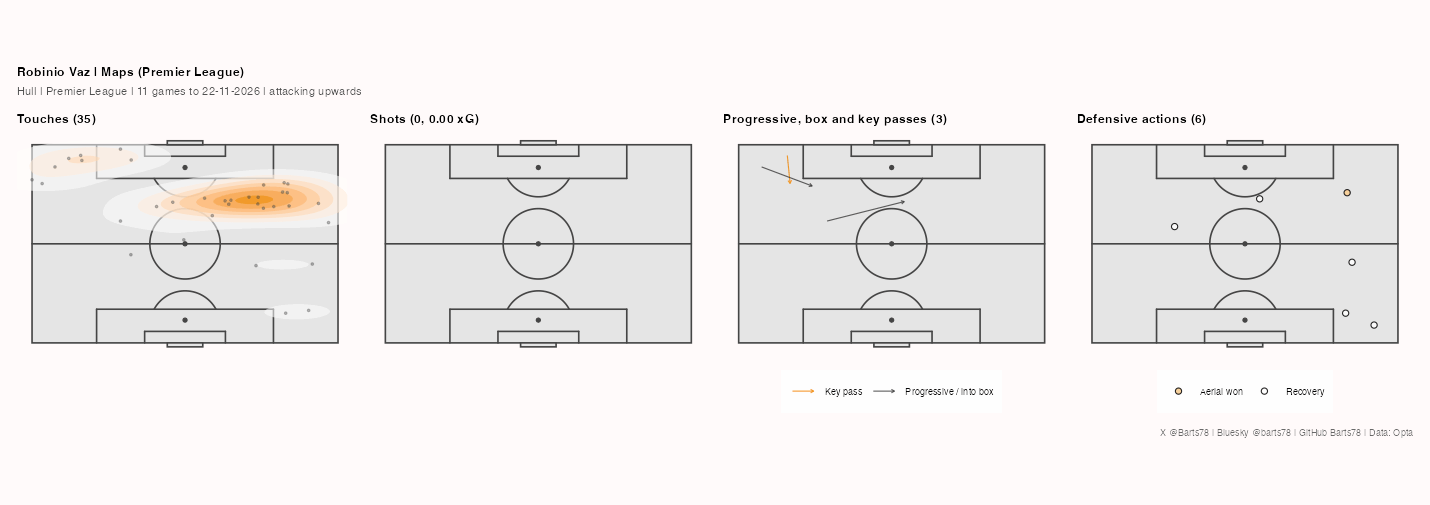 Robinio Vaz | Maps (Premier League)
Hull | Premier League | 11 games to 22-11-2026 | attacking upwards
Touches (35)
Shots (0, 0.00 xG)
Progressive, box and key passes (3)
Defensive actions (6)
Key pass
Progressive / into box
Aerial won
Recovery
X @Barts78 | Bluesky @barts78 | GitHub Barts78 | Data: Opta